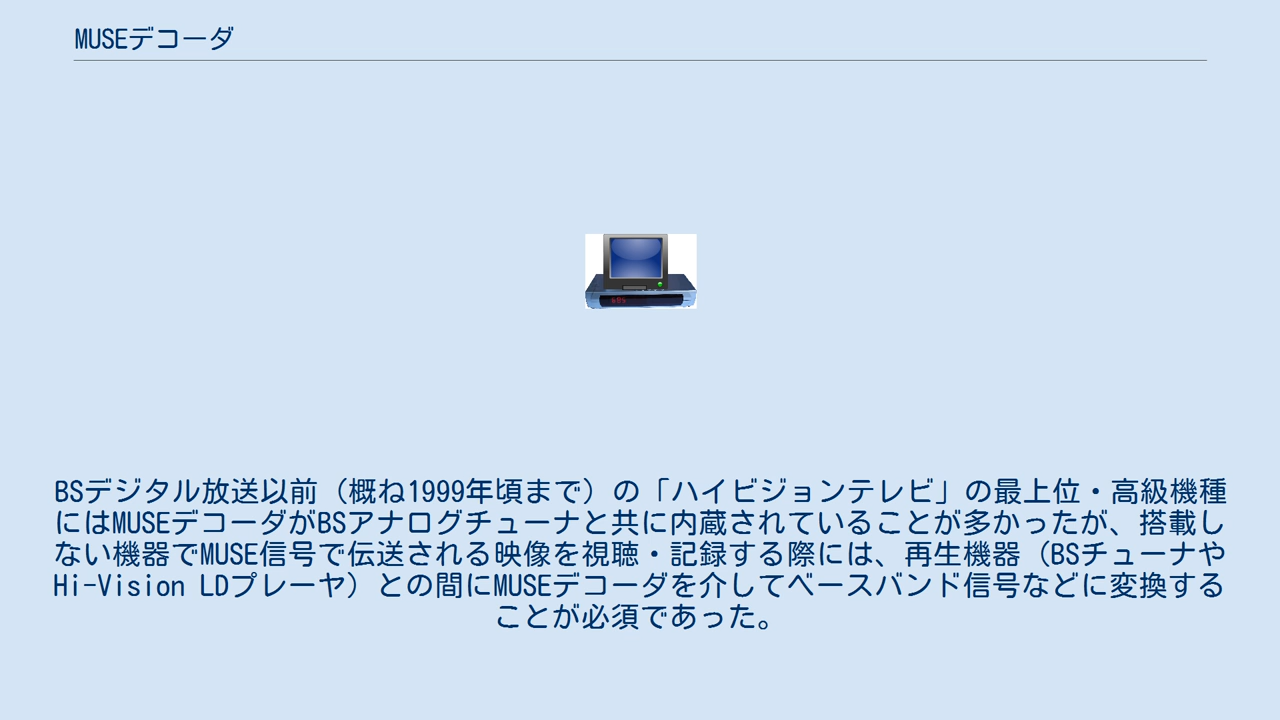 MUSEデコーダ
BSデジタル放送以前（概ね1999年頃まで）の「ハイビジョンテレビ」の最上位・高級機種
にはMUSEデコーダがBSアナログチューナと共に内蔵されていることが多かったが、搭載し
ない機器でMUSE信号で伝送される映像を視聴・記録する際には、再生機器（BSチューナや
Hi-Vision LDプレーヤ）との間にMUSEデコーダを介してベースバンド信号などに変換する
ことが必須であった。